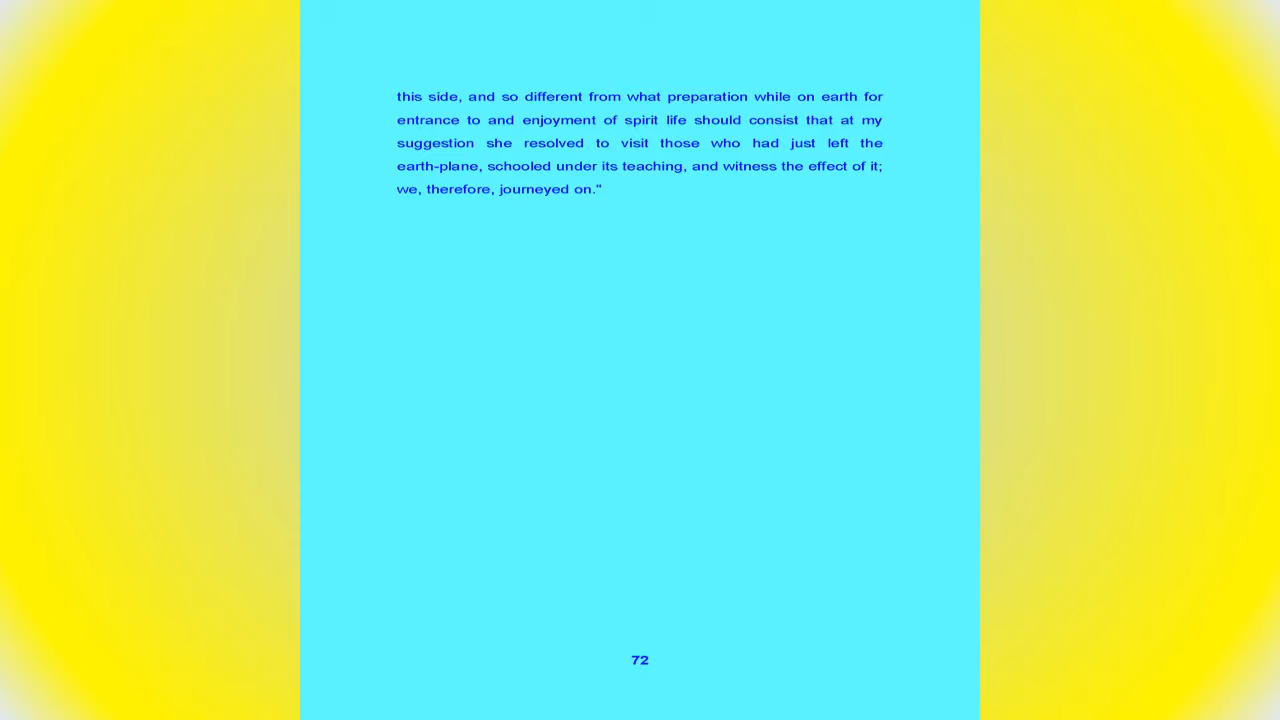 this side, and so different from what preparation while on earth for
entrance to and enjoyment of spirit life should consist that at my
suggestion she resolved to visit those who had just left the
earth-plane, schooled under its teaching, and witness the effect of it;
we, therefore, journeyed on."
72